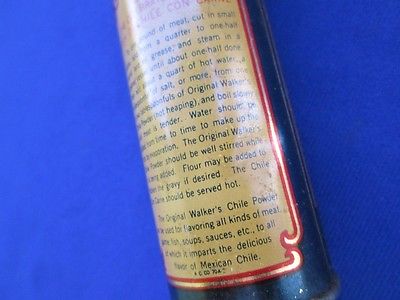 CHILE CON CARNE
ound of meat, cut in small
a quarter to one-half
grease; and steam in a
until about one-half done.
a quart of hot water, a
of salt, or more, from one
spoonfuls of Original Walker's
(not heaping), and boil slowly
meat is tender. Water should be
from time to time to make up the
evaporation. The Original Walker's
Powder should be well stirred while
being added. Flour may be added to
the gravy if desired. The Chile
Carne should be served hot.
The Original Walker's Chile Powder
be used for flavoring all kinds of meat,
fish, soups, sauces, etc., to all
of which it imparts the delicious
flavor of Mexican Chile.